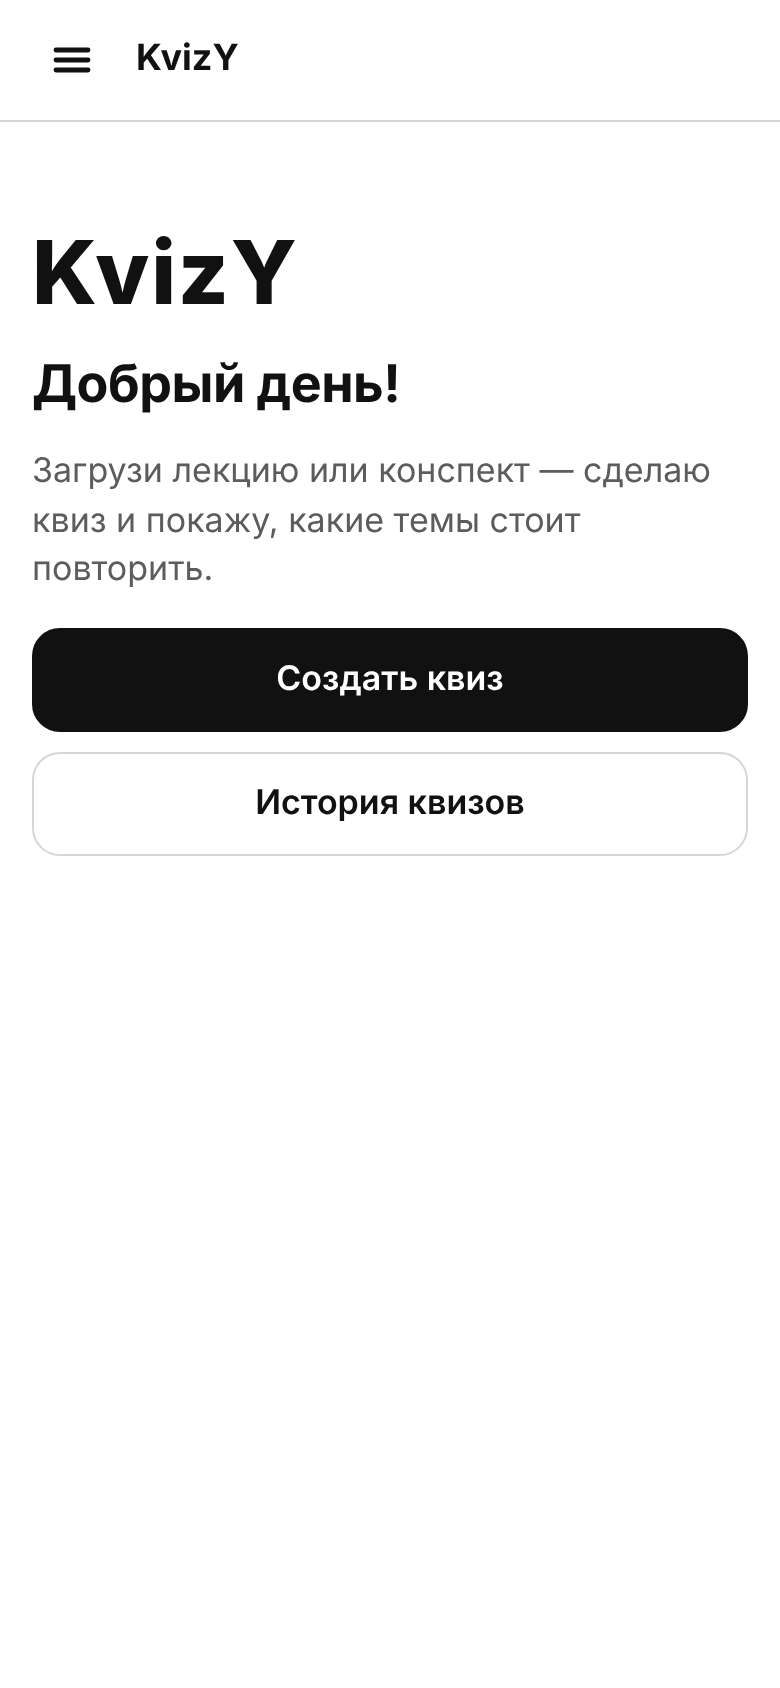 KvizY
KvizY
Добрый день!
Загрузи лекцию или конспект — сделаю
квиз и покажу, какие темы стоит
повторить.
Создать квиз
История квизов